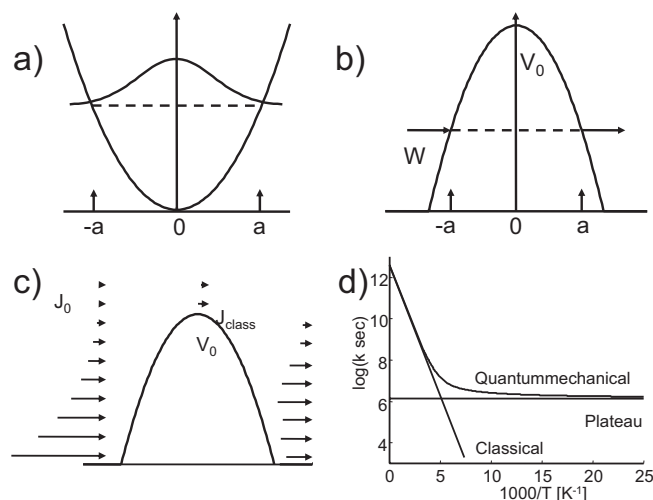 a)
-a
0
a
b)
V0
W
-a
0
a
c)
J0
Jclass
V0
d)
log(k sec)
12
10
8
6
4
Quantummechanical
Plateau
Classical
0
5
10
15
20
25
1000/T [K-1]